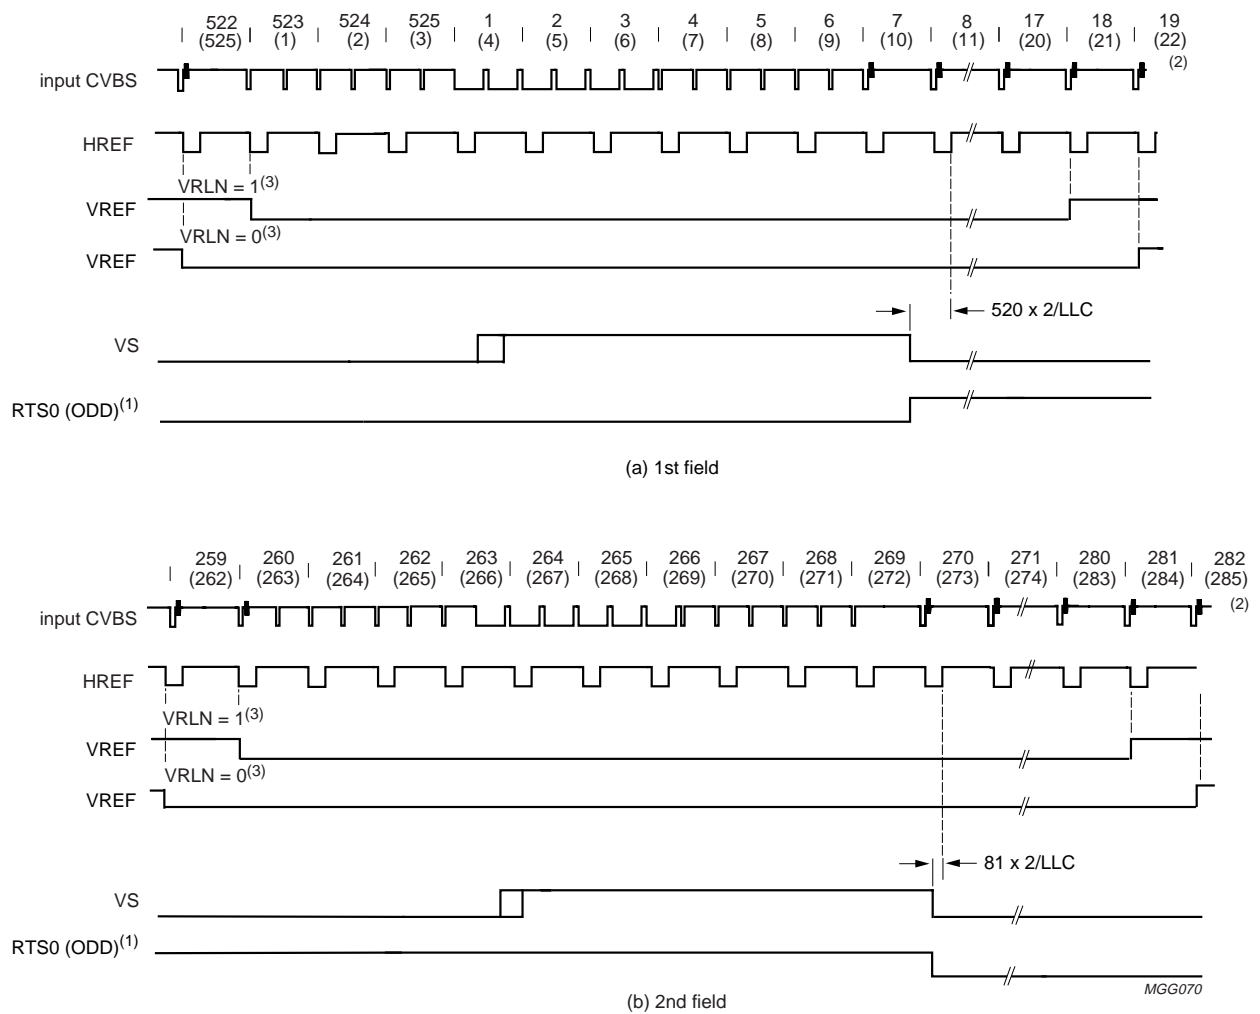 522 523 524 525 1 2 3 4 5 6 7 8 17 18 19
(525) (1) (2) (3) (4) (5) (6) (7) (8) (9) (10) (11) (20) (21) (22)
(2)
input CVBS
HREF
VRLN = 1(3)
VREF
VRLN = 0(3)
VREF
520 x 2/LLC
VS
RTS0 (ODD)(1)
(a) 1st field
259 260 261 262 263 264 265 266 267 268 269 270 271 280 281 282
(262) (263) (264) (265) (266) (267) (268) (269) (270) (271) (272) (273) (274) (283) (284) (285)
(2)
input CVBS
HREF
VRLN = 1(3)
VREF
VRLN = 0(3)
VREF
81 x 2/LLC
VS
RTS0 (ODD)(1)
MGG070
(b) 2nd field